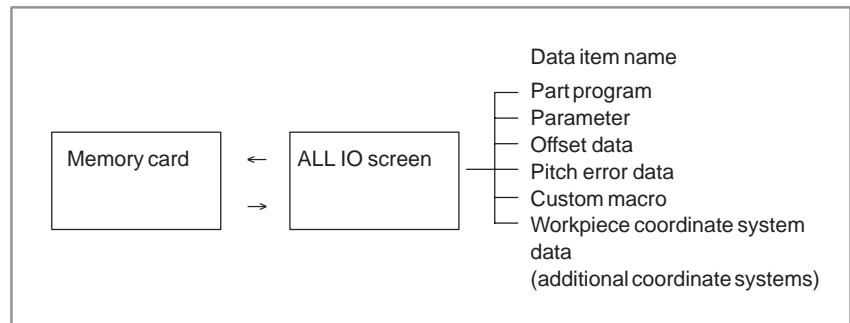 Data item name
Part program
Parameter
Offset data
Pitch error data
Custom macro
Workpiece coordinate system
data
(additional coordinate systems)
Memory card
←
→
ALL IO screen